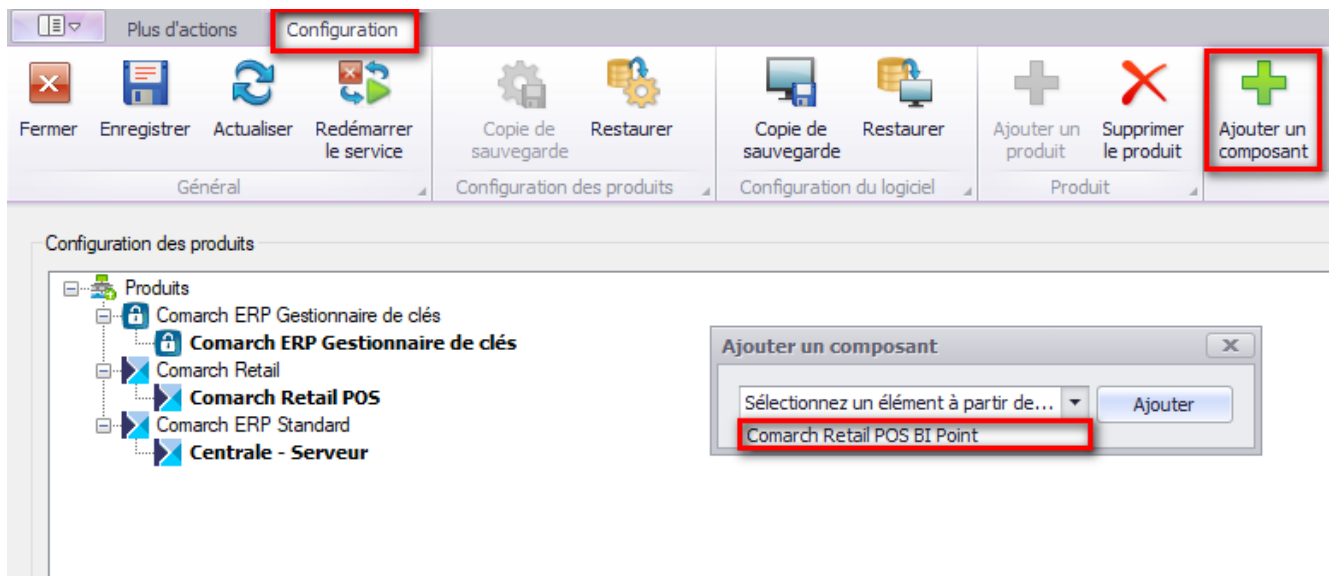 Plus d'actions
Configuration
Fermer
Enregistrer
Actualiser
Redémarrer
le service
Copie de
sauvegarde
Restaurer
Copie de
sauvegarde
Restaurer
Ajouter un
produit
Supprimer
le produit
Ajouter un
composant
Général
Configuration des produits
Configuration du logiciel
Produit
Configuration des produits
Produits
Comarch ERP Gestionnaire de clés
Comarch ERP Gestionnaire de clés
Comarch Retail
Comarch Retail POS
Comarch ERP Standard
Centrale - Serveur
Ajouter un composant
Sélectionnez un élément à partir de...
Ajouter
Comarch Retail POS BI Point